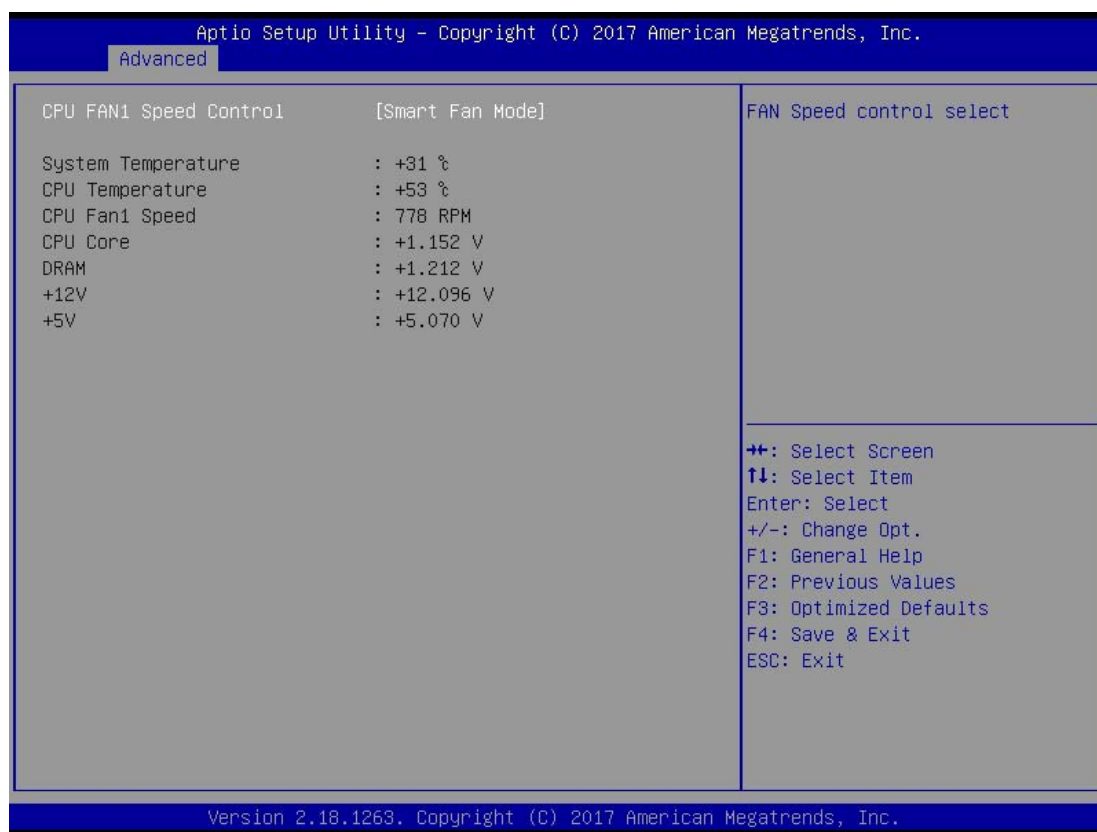 Aptio Setup Utility – Copyright (C) 2017 American Megatrends, Inc.
Advanced
CPU FAN1 Speed Control [Smart Fan Mode]
System Temperature : +31 ℃
CPU Temperature : +53 ℃
CPU Fan1 Speed : 778 RPM
CPU Core : +1.152 V
DRAM : +1.212 V
+12V : +12.096 V
+5V : +5.070 V
FAN Speed control select
→←: Select Screen
↑↓: Select Item
Enter: Select
+/-: Change Opt.
F1: General Help
F2: Previous Values
F3: Optimized Defaults
F4: Save & Exit
ESC: Exit
Version 2.18.1263. Copyright (C) 2017 American Megatrends, Inc.